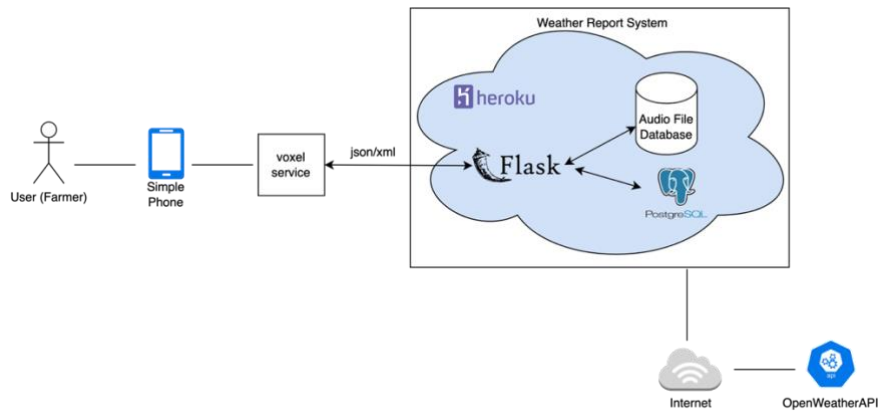 Weather Report System
heroku
Audio File
Database
json/xml
voxel
service
Flask
PostgreSQL
User (Farmer)
Simple
Phone
Internet
api
OpenWeatherAPI